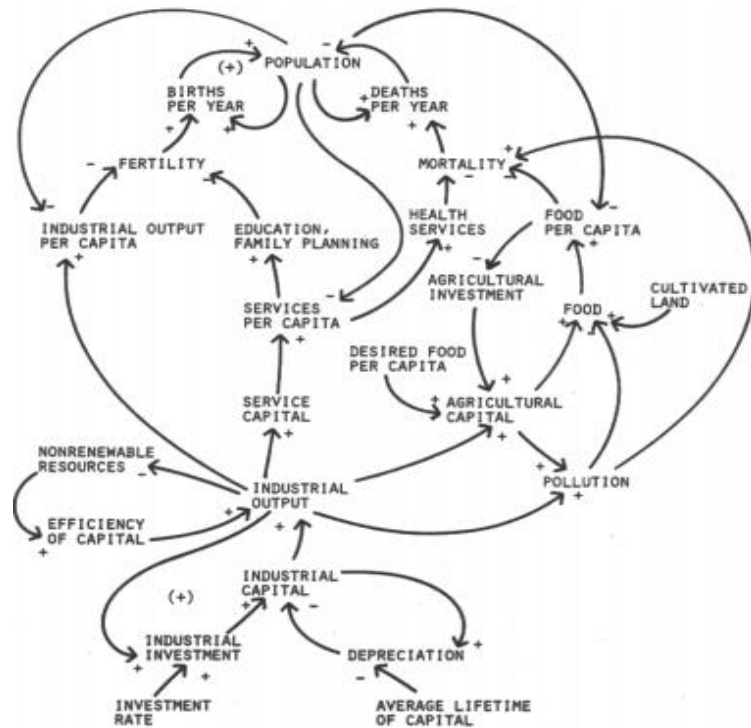 POPULATION
(+)
BIRTHS
PER YEAR
DEATHS
PER YEAR
FERTILITY
MORTALITY
INDUSTRIAL OUTPUT
PER CAPITA
EDUCATION,
FAMILY PLANNING
HEALTH
SERVICES
FOOD
PER CAPITA
AGRICULTURAL
INVESTMENT
CULTIVATED
LAND
SERVICES
PER CAPITA
FOOD
DESIRED FOOD
PER CAPITA
SERVICE
CAPITAL
AGRICULTURAL
CAPITAL
NONRENEWABLE
RESOURCES
POLLUTION
INDUSTRIAL
OUTPUT
EFFICIENCY
OF CAPITAL
INDUSTRIAL
CAPITAL
(+)
INDUSTRIAL
INVESTMENT
DEPRECIATION
INVESTMENT
RATE
AVERAGE LIFETIME
OF CAPITAL